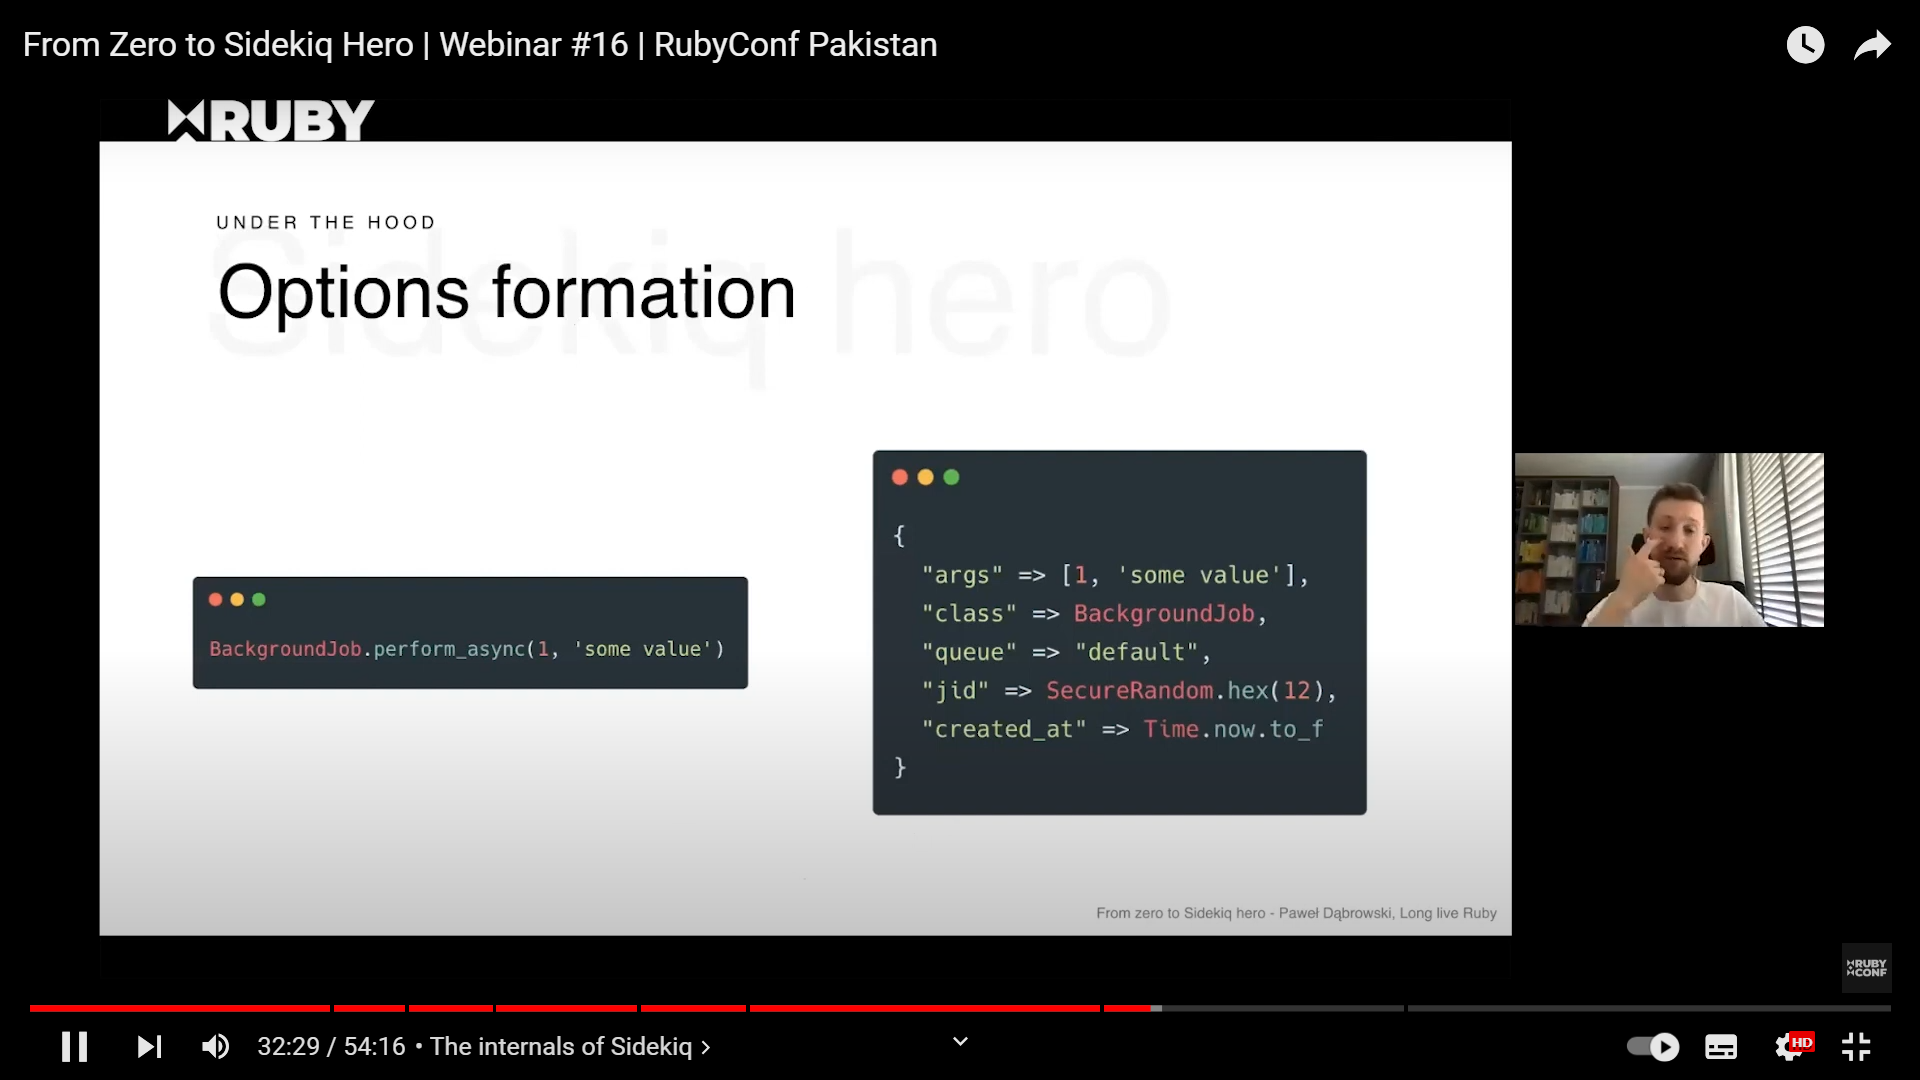 From Zero to Sidekiq Hero | Webinar #16 | RubyConf Pakistan
RUBY
UNDER THE HOOD
Sidekiq hero
Options formation
BackgroundJob.perform_async(1, 'some value')
{
"args" => [1, 'some value'],
"class" => BackgroundJob,
"queue" => "default",
"jid" => SecureRandom.hex(12),
"created_at" => Time.now.to_f
}
From zero to Sidekiq hero - Paweł Dąbrowski, Long live Ruby
RUBY
CONF
32:29 / 54:16 • The internals of Sidekiq
HD